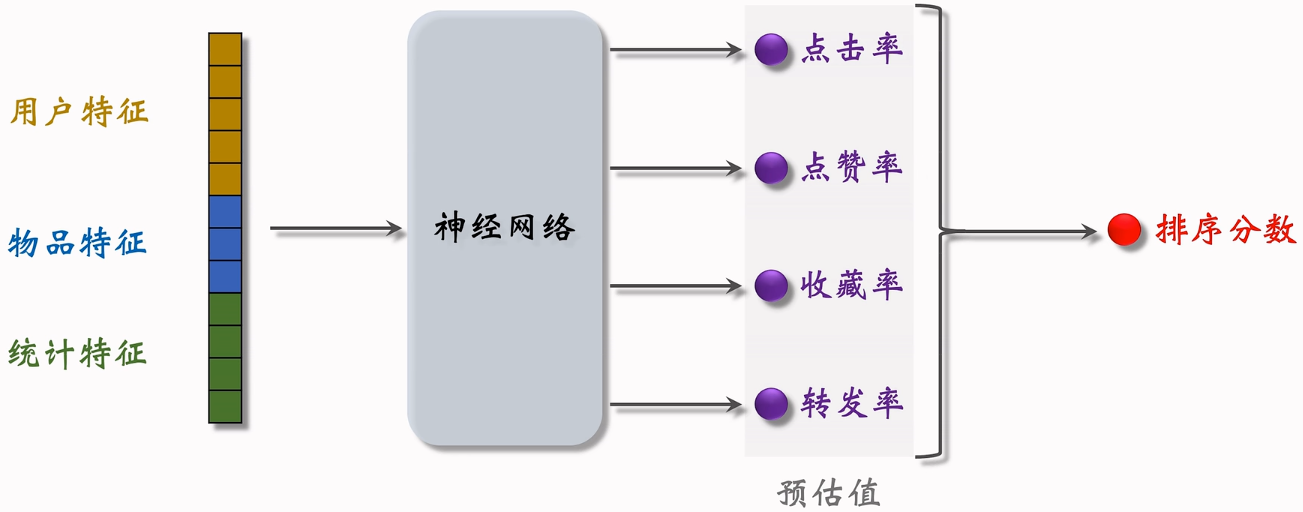 用户特征
物品特征
统计特征
神经网络
点击率
点赞率
收藏率
转发率
预估值
排序分数